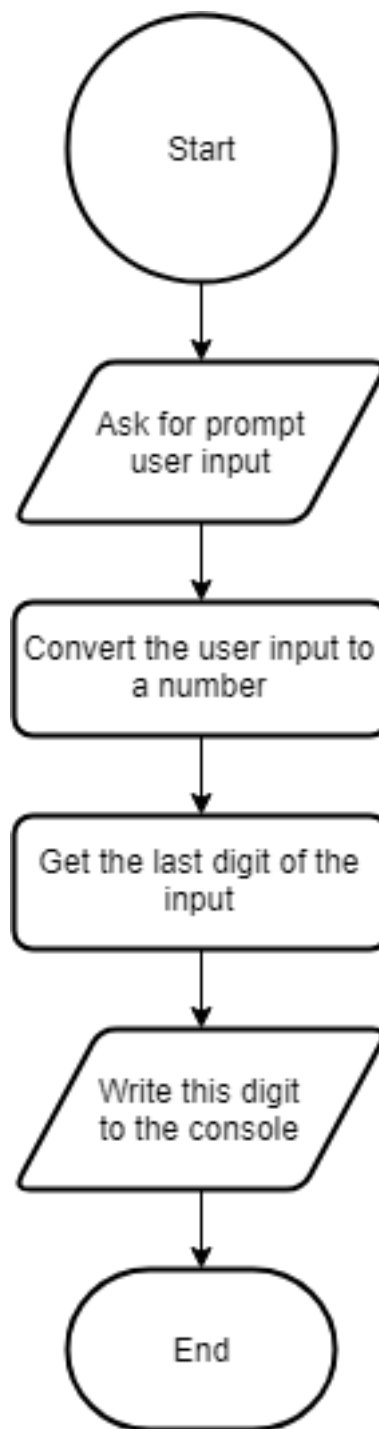 Start
Ask for prompt
user input
Convert the user input to
a number
Get the last digit of the
input
Write this digit
to the console
End